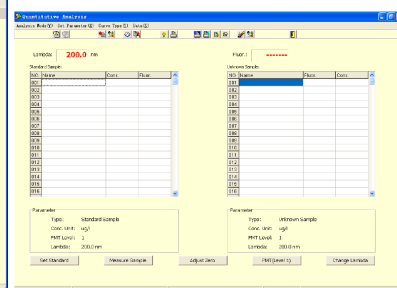 Quantitative Analysis
Analysis Mode(X) Set Parameter(Y) Curve Type(Z) Data(Z)
Lambda: 200.0 nm Fluor.: -------
Standard Sample: Unknown Sample:
NO. Name Conc. Fluor. NO. Name Fluor. Conc.
001 001
002 002
003 003
004 004
005 005
006 006
007 007
008 008
009 009
010 010
011 011
012 012
013 013
014 014
015 015
016 016
Parameter Parameter
Type: Standard Sample Type: Unknown Sample
Conc. Unit: ug/l Conc. Unit: ug/l
PMT Level: 1 PMT Level: 1
Lambda: 200.0 nm Lambda: 200.0 nm
Set Standard Measure Sample Adjust Zero PMT(level 1) Change Lambda